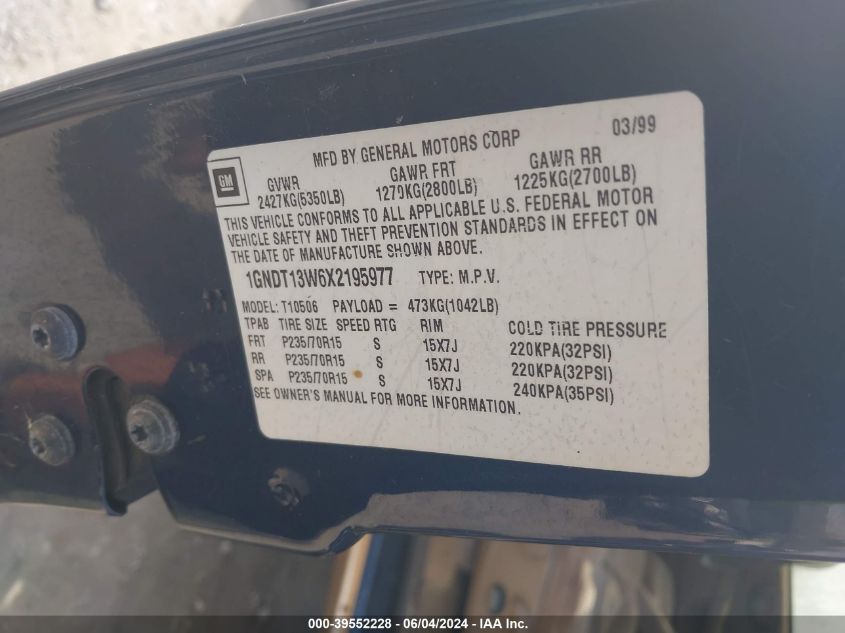 GM
MFD BY GENERAL MOTORS CORP 03/99
GVWR GAWR FRT GAWR RR
2427KG(5350LB) 1270KG(2800LB) 1225KG(2700LB)
THIS VEHICLE CONFORMS TO ALL APPLICABLE U.S. FEDERAL MOTOR
VEHICLE SAFETY AND THEFT PREVENTION STANDARDS IN EFFECT ON
THE DATE OF MANUFACTURE SHOWN ABOVE.
1GNDT13W6X2195977 TYPE: M.P.V.
MODEL: T10506 PAYLOAD = 473KG(1042LB)
TPAB TIRE SIZE SPEED RTG RIM COLD TIRE PRESSURE
FRT P235/70R15 S 15X7J 220KPA(32PSI)
RR P235/70R15 S 15X7J 220KPA(32PSI)
SPA P235/70R15 S 15X7J 240KPA(35PSI)
SEE OWNER'S MANUAL FOR MORE INFORMATION.
000-39552228 - 06/04/2024 - IAA Inc.